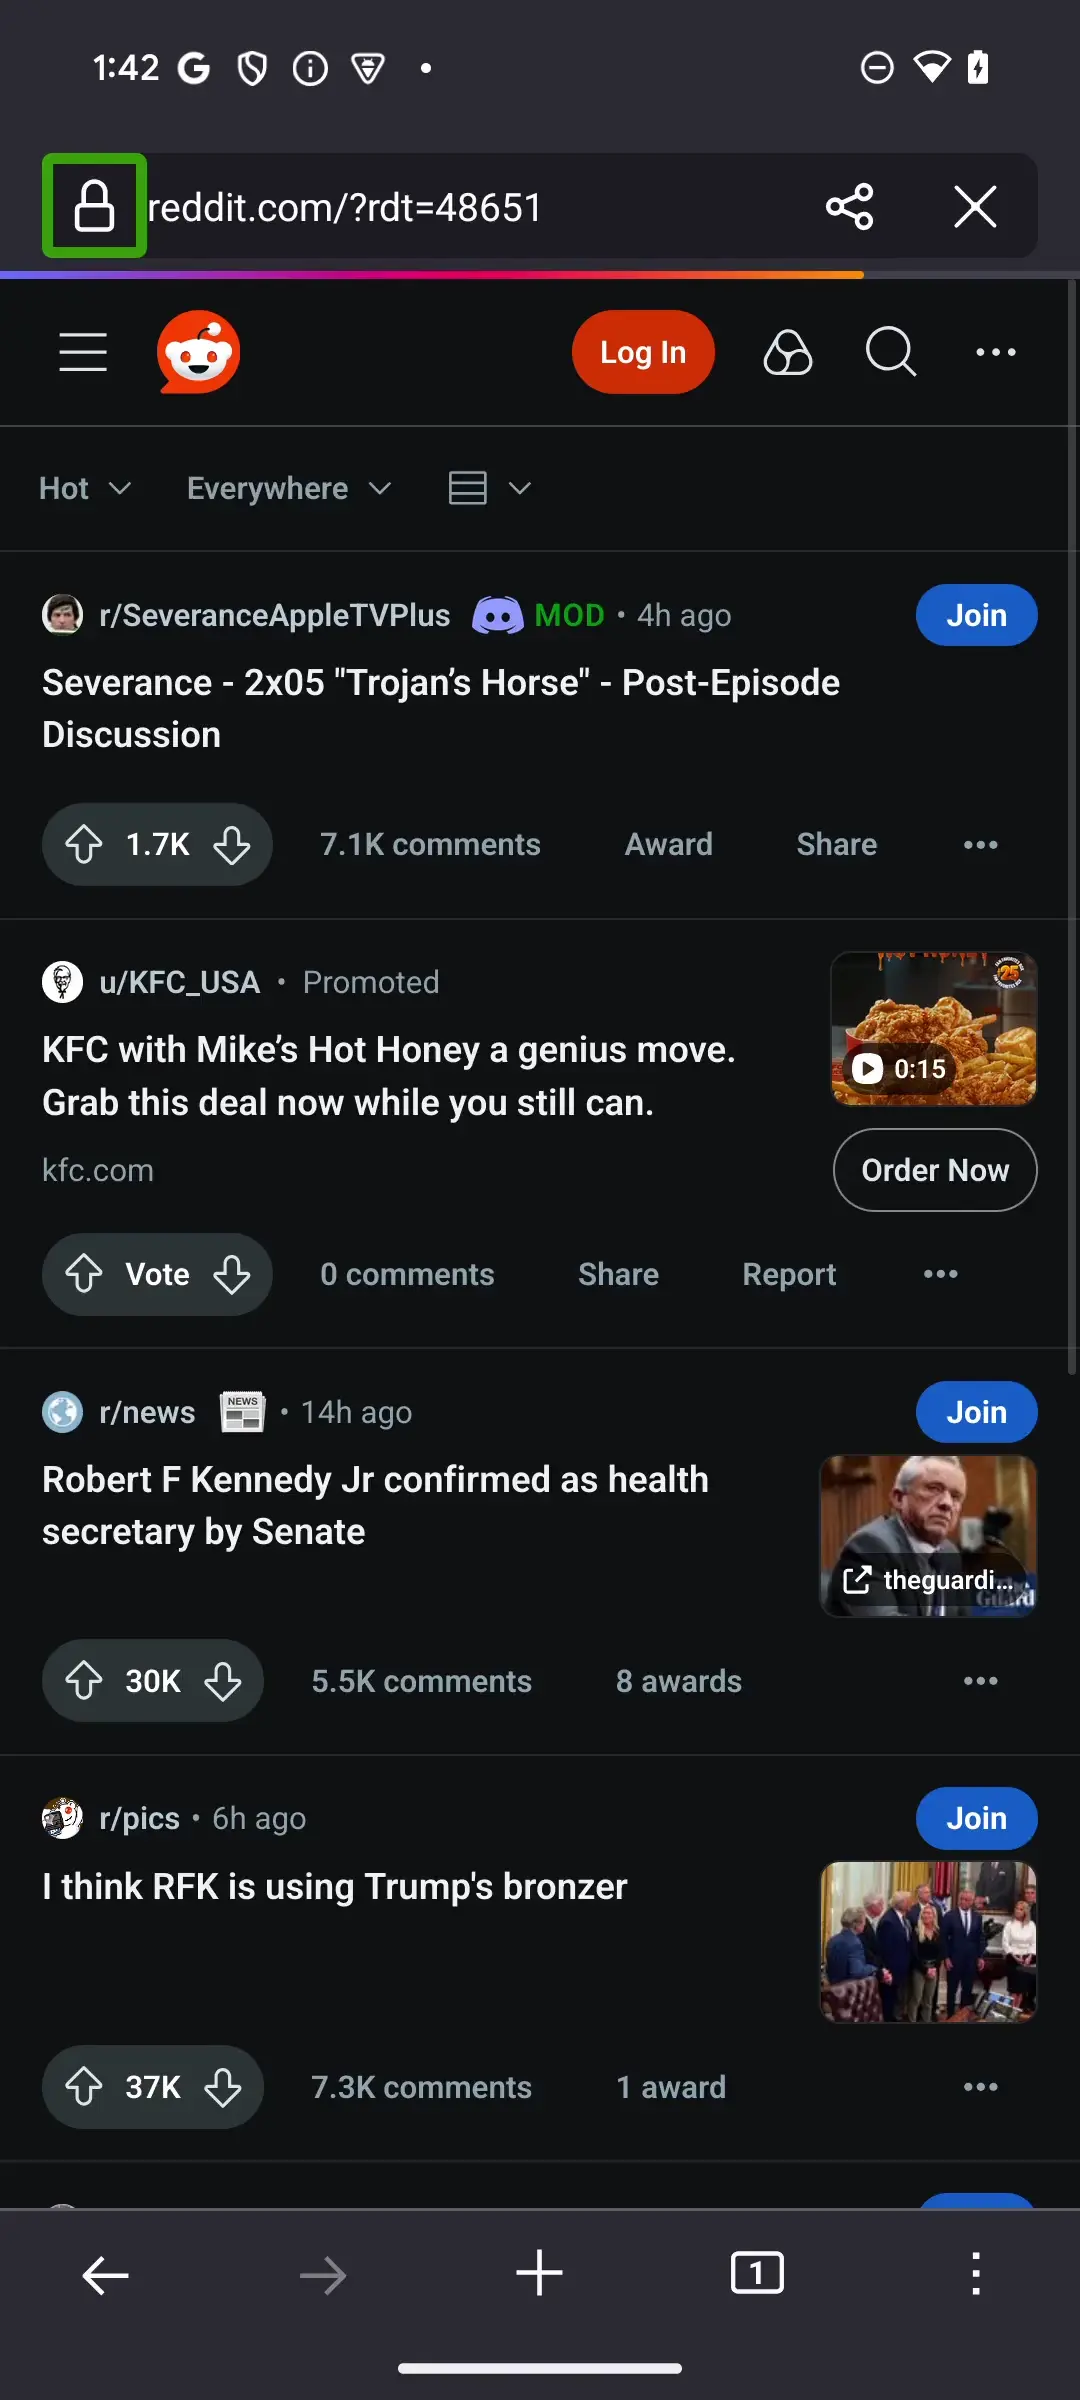 1:42
reddit.com/?rdt=48651
Log In
Hot
Everywhere
r/SeveranceAppleTVPlus MOD • 4h ago
Join
Severance - 2x05 "Trojan’s Horse" - Post-Episode
Discussion
1.7K
7.1K comments
Award
Share
u/KFC_USA • Promoted
KFC with Mike’s Hot Honey a genius move.
Grab this deal now while you still can.
25
0:15
kfc.com
Order Now
Vote
0 comments
Share
Report
r/news NEWS • 14h ago
Join
Robert F Kennedy Jr confirmed as health
secretary by Senate
theguardi...
30K
5.5K comments
8 awards
r/pics • 6h ago
Join
I think RFK is using Trump's bronzer
37K
7.3K comments
1 award
1